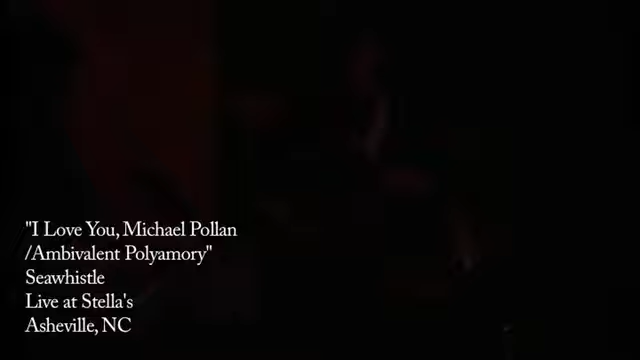 "I Love You, Michael Pollan
/Ambivalent Polyamory"
Seawhistle
Live at Stella's
Asheville, NC